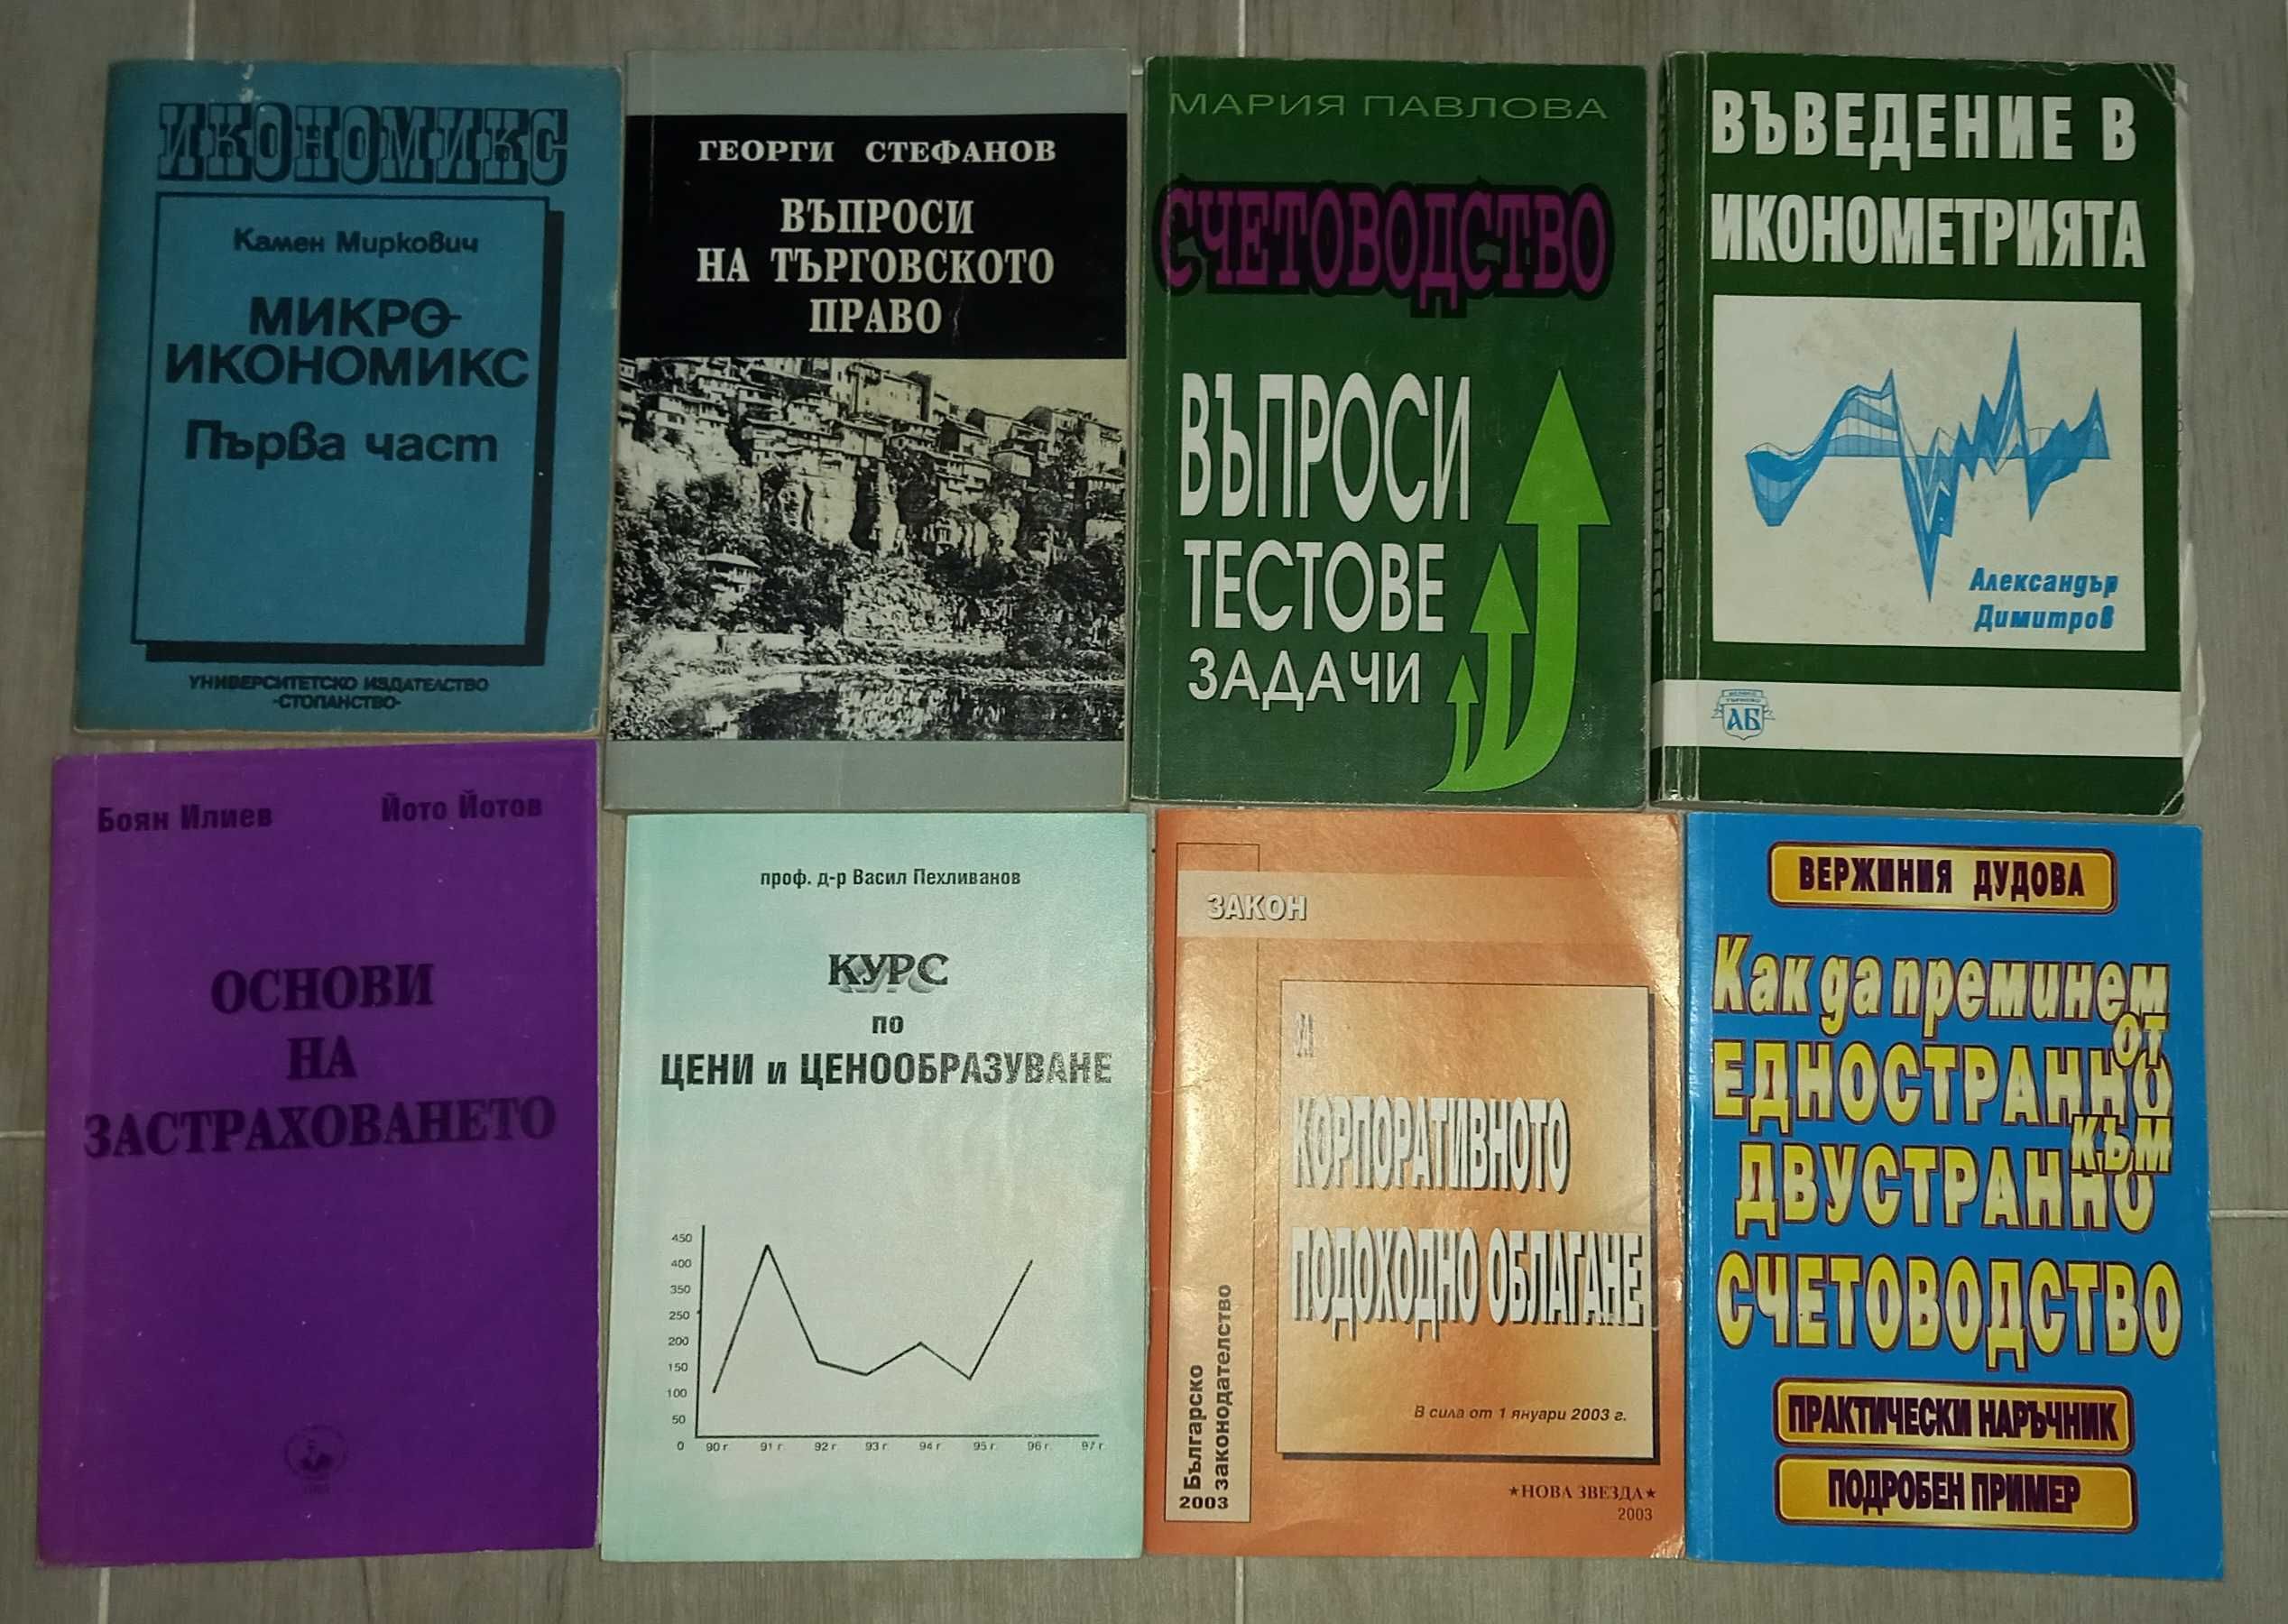 ИКОНОМИКС
Камен Миркович
МИКРО-
ИКОНОМИКС
Първа част
УНИВЕРСИТЕТСКО ИЗДАТЕЛСТВО
-СТОПАНСТВО-
ГЕОРГИ СТЕФАНОВ
ВЪПРОСИ
НА ТЪРГОВСКОТО
ПРАВО
МАРИЯ ПАВЛОВА
СЧЕТОВОДСТВО
ВЪПРОСИ
ТЕСТОВЕ
ЗАДАЧИ
ВЪВЕДЕНИЕ В
ИКОНОМЕТРИЯТА
Александър
Димитров
ВЕЛИКО
ТЪРНОВО
АБ
Боян Илиев Йото Йотов
ОСНОВИ
НА
ЗАСТРАХОВАНЕТО
проф. д-р Васил Пехливанов
КУРС
по
ЦЕНИ и ЦЕНООБРАЗУВАНЕ
450
400
350
250
200
150
100
50
0 90 г 91 г 92 г 93 г 94 г 95 г. 96 г. 97 г.
ЗАКОН
КОРПОРАТИВНОТО
ПОДОХОДНО ОБЛАГАНЕ
В сила от 1 януари 2003 г.
Българско
законодателство
2003
★НОВА ЗВЕЗДА★
2003
ВЕРЖИНИЯ ДУДОВА
Как да преминем
от
ЕДНОСТРАННО
към
ДВУСТРАННО
СЧЕТОВОДСТВО
ПРАКТИЧЕСКИ НАРЪЧНИК
ПОДРОБЕН ПРИМЕР